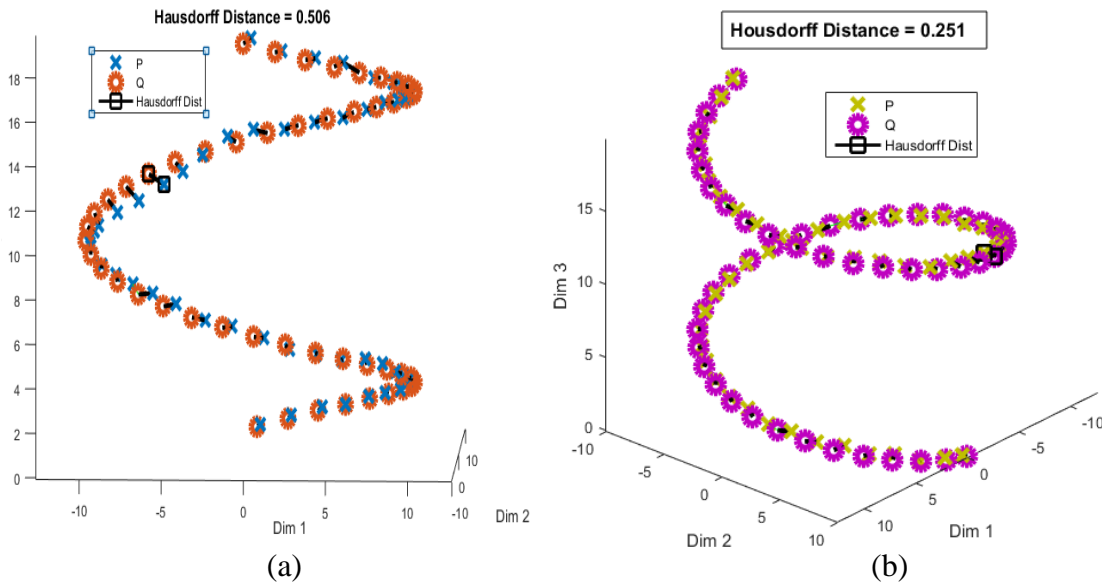 Hausdorff Distance = 0.506
P
Q
Hausdorff Dist
18
16
14
12
10
8
6
4
2
0
-10 -5 0 5 10
Dim 1
10
0
-10
Dim 2
(a)
Housdorff Distance = 0.251
P
Q
Hausdorff Dist
15
10
5
0
Dim 3
-10
-5
0
5
10
Dim 2
10
5
0
-5
-10
Dim 1
(b)